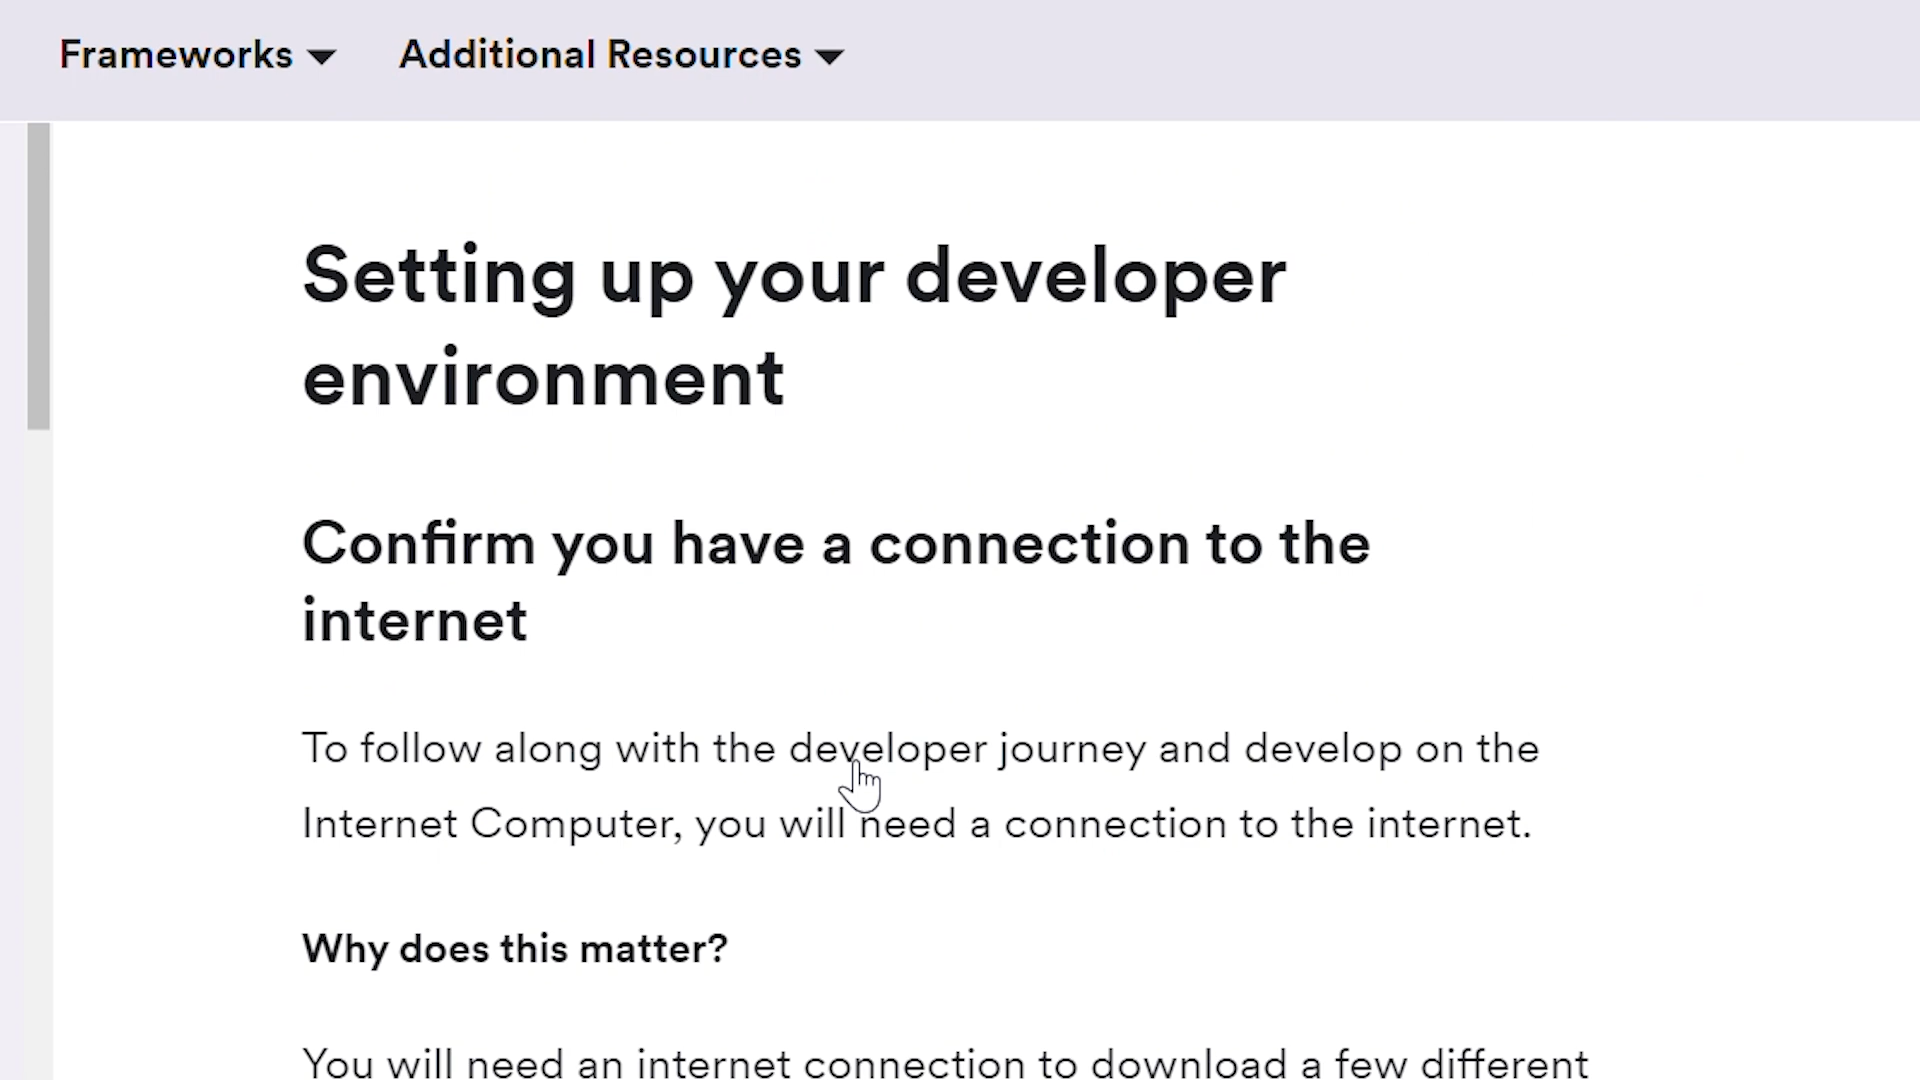 Frameworks Additional Resources
Setting up your developer
environment
Confirm you have a connection to the
internet
To follow along with the developer journey and develop on the
Internet Computer, you will need a connection to the internet.
Why does this matter?
You will need an internet connection to download a few different